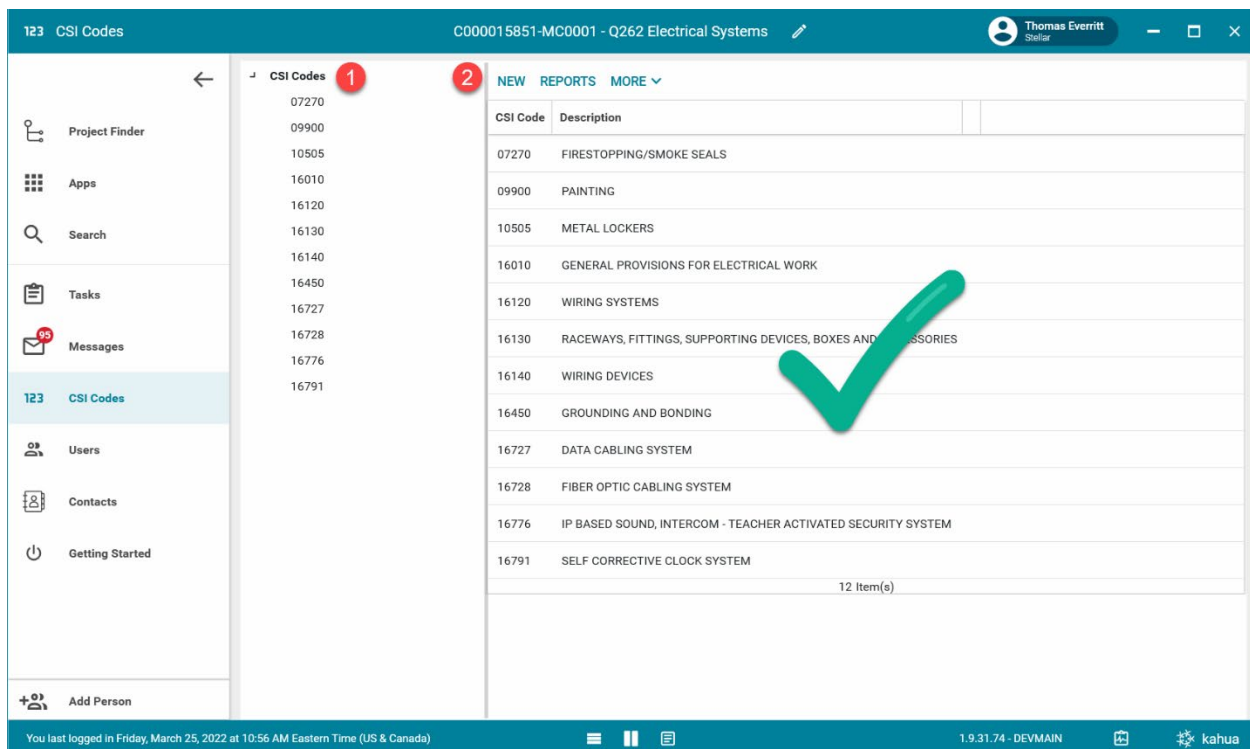 123 CSI Codes
C000015851-MC0001 - Q262 Electrical Systems
Thomas Everritt
Stellar
Project Finder
Apps
Search
Tasks
95
Messages
123 CSI Codes
Users
Contacts
Getting Started
Add Person
CSI Codes 1
07270
09900
10505
16010
16120
16130
16140
16450
16727
16728
16776
16791
2 NEW REPORTS MORE
CSI Code Description
07270 FIRESTOPPING/SMOKE SEALS
09900 PAINTING
10505 METAL LOCKERS
16010 GENERAL PROVISIONS FOR ELECTRICAL WORK
16120 WIRING SYSTEMS
16130 RACEWAYS, FITTINGS, SUPPORTING DEVICES, BOXES AND
16140 WIRING DEVICES
16450 GROUNDING AND BONDING
16727 DATA CABLING SYSTEM
16728 FIBER OPTIC CABLING SYSTEM
16776 IP BASED SOUND, INTERCOM - TEACHER ACTIVATED SECURITY SYSTEM
16791 SELF CORRECTIVE CLOCK SYSTEM
12 Item(s)
You last logged in Friday, March 25, 2022 at 10:56 AM Eastern Time (US & Canada)
1.9.31.74 - DEVMAIN
kahua